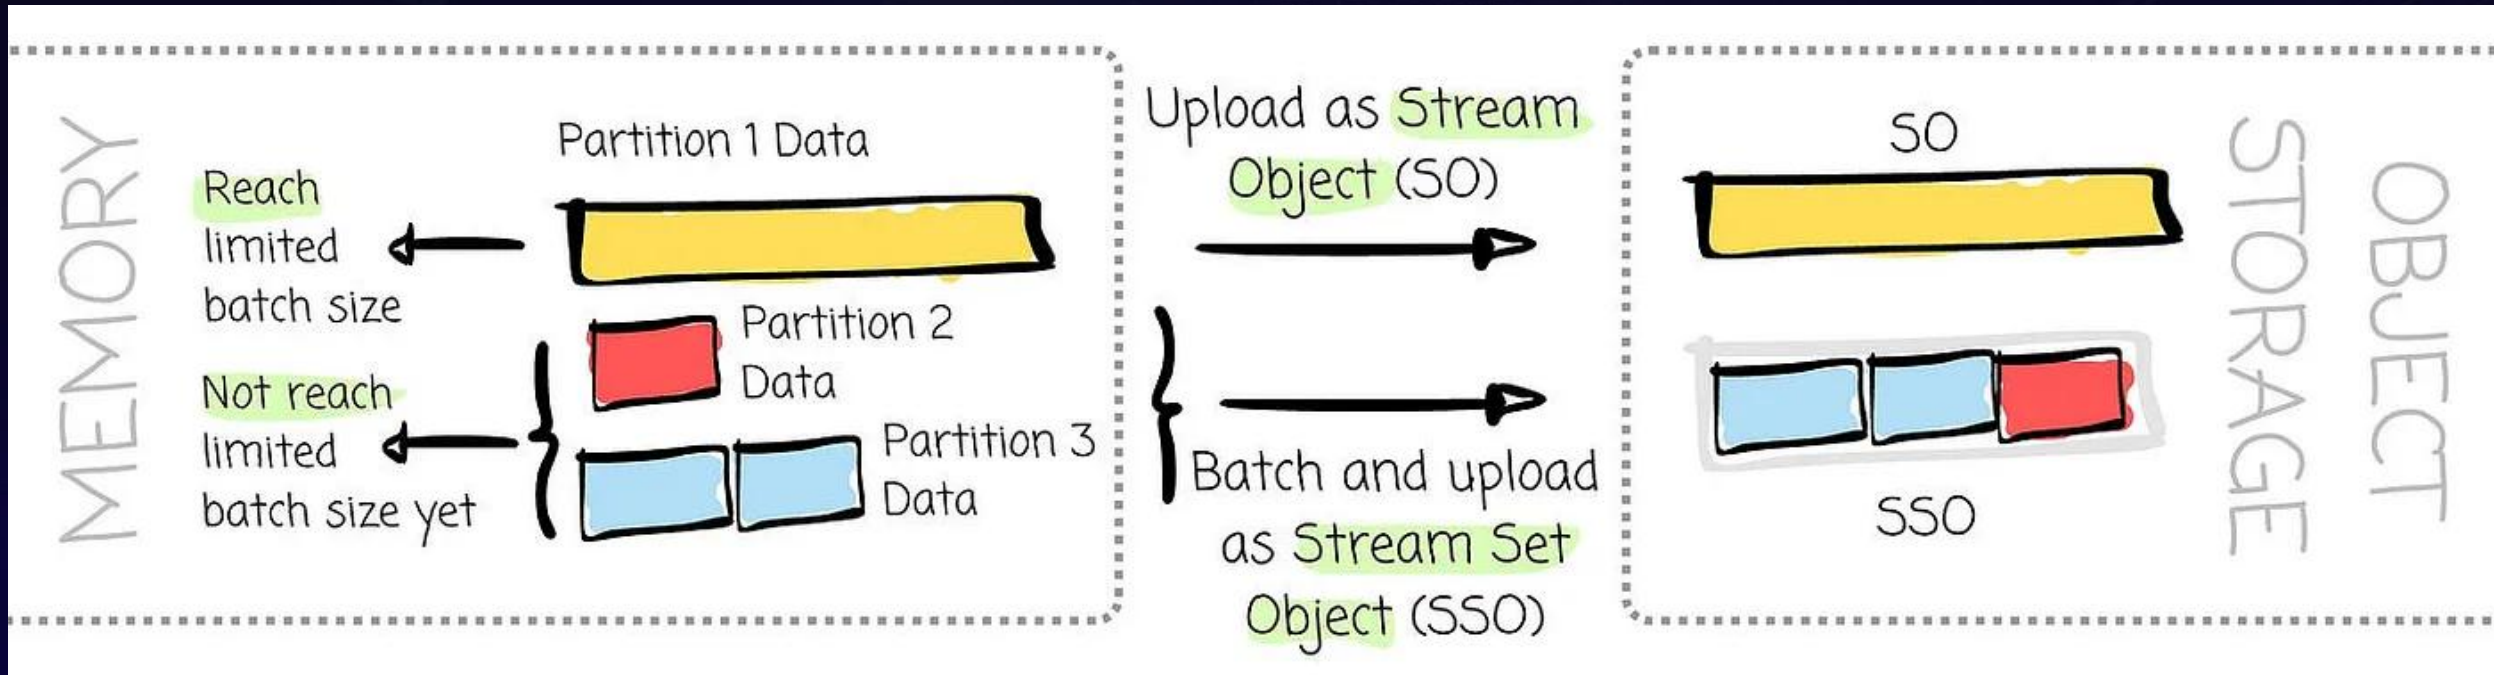 MEMORY
Reach
limited
batch size
Not reach
limited
batch size yet
Partition 1 Data
Partition 2
Data
Partition 3
Data
Upload as Stream
Object (SO)
Batch and upload
as Stream Set
Object (SSO)
SO
SSO
OBJECT
STORAGE